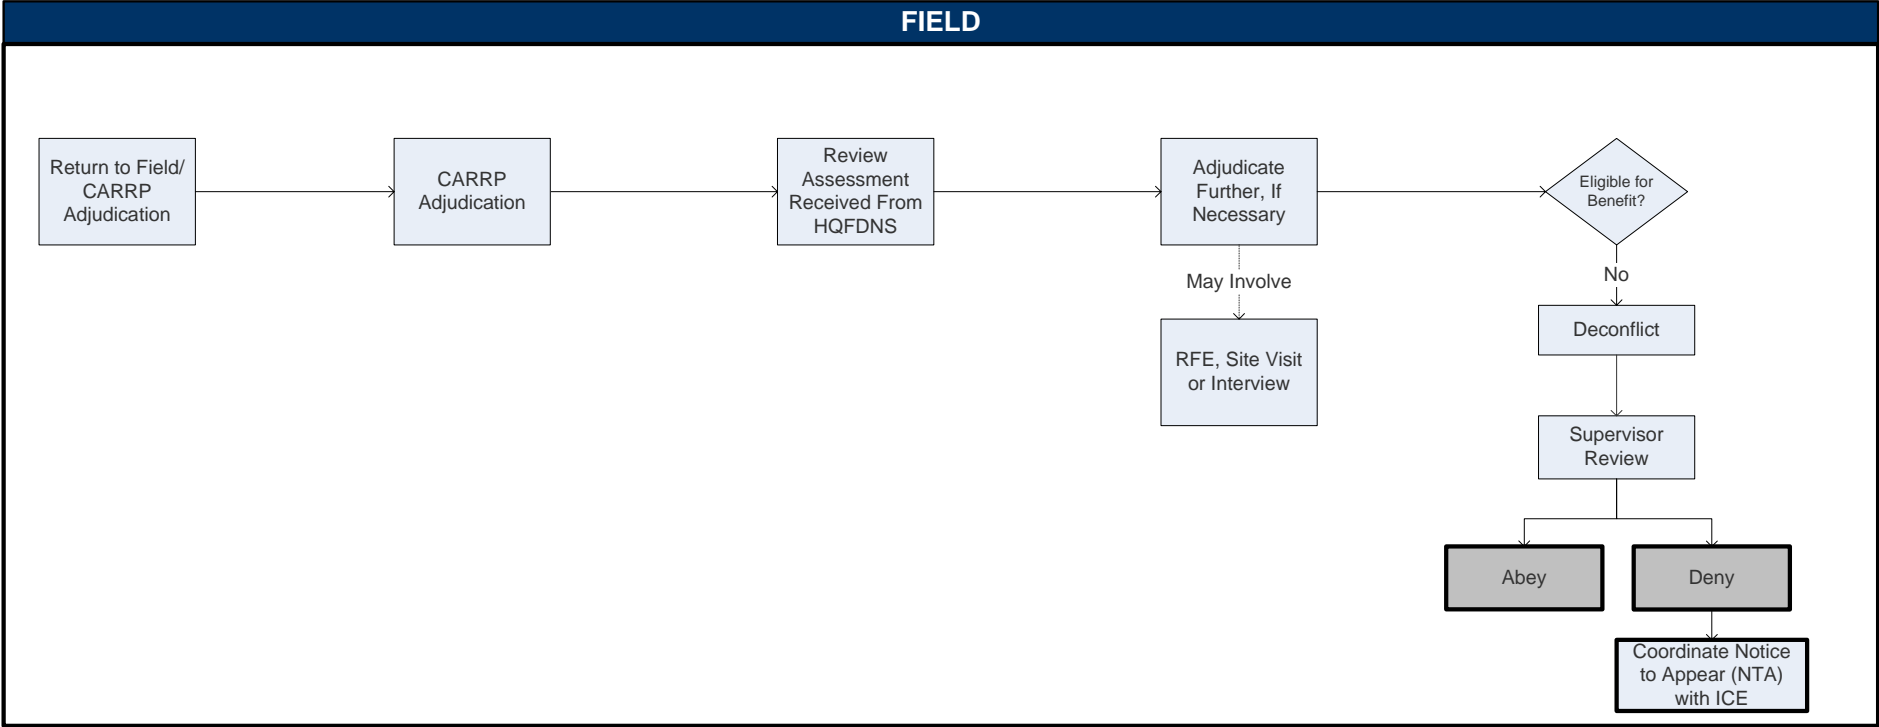 FIELD
Return to Field/
CARRP
Adjudication
CARRP
Adjudication
Review
Assessment
Received From
HQFDNS
Adjudicate
Further, If
Necessary
Eligible for
Benefit?
May Involve
No
RFE, Site Visit
or Interview
Deconflict
Supervisor
Review
Abey
Deny
Coordinate Notice
to Appear (NTA)
with ICE